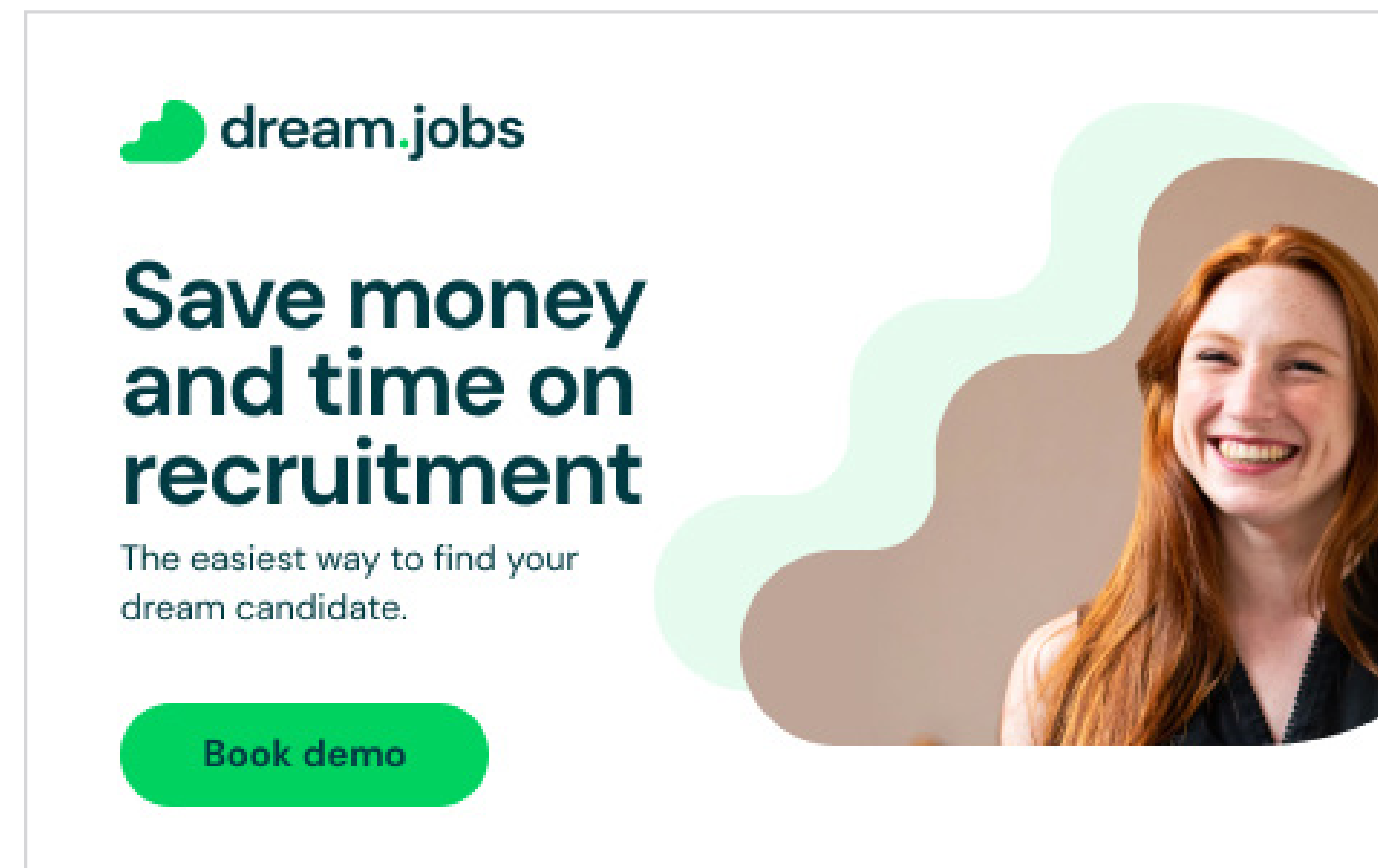 dream.jobs
Save money
and time on
recruitment
The easiest way to find your
dream candidate.
Book demo